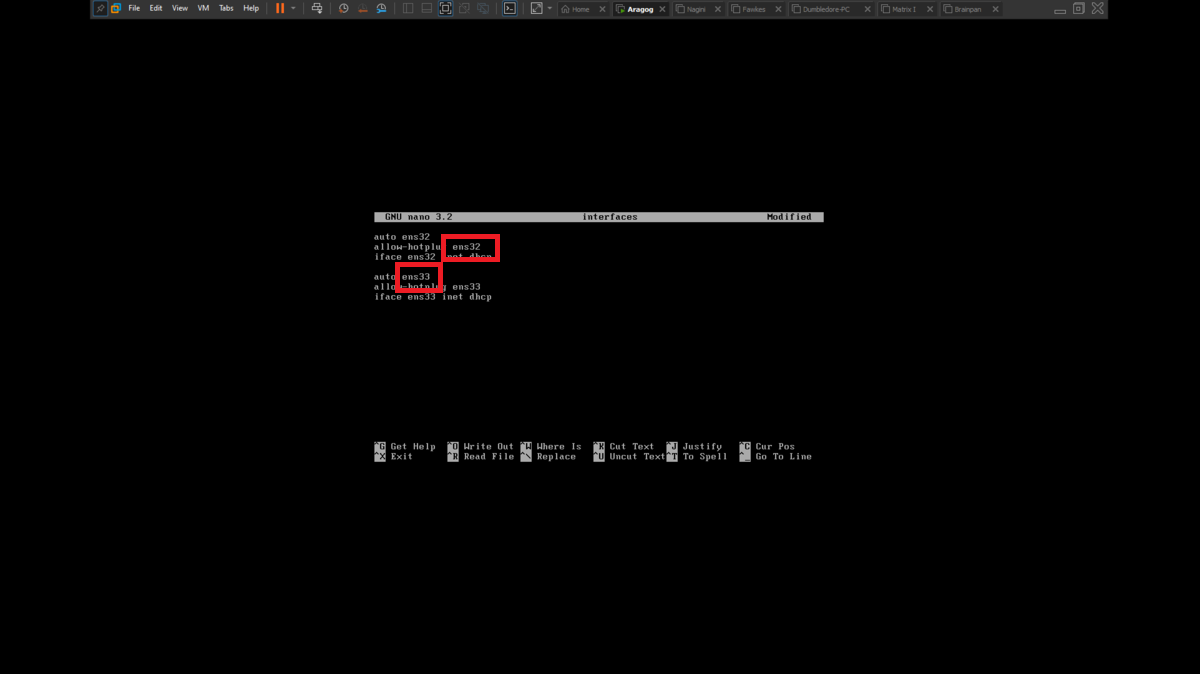 File Edit View VM Tabs Help Home Aragog Nagini Fawkes Dumbledore-PC Matrix I Brainpan
GNU nano 3.2 interfaces Modified
auto ens32
allow-hotplu ens32
iface ens32 inet dhcp
auto ens33
allow-hotplug ens33
iface ens33 inet dhcp
^G Get Help ^O Write Out ^W Where Is ^K Cut Text ^J Justify ^C Cur Pos
^X Exit ^R Read File ^\ Replace ^U Uncut Text ^T To Spell ^_ Go To Line